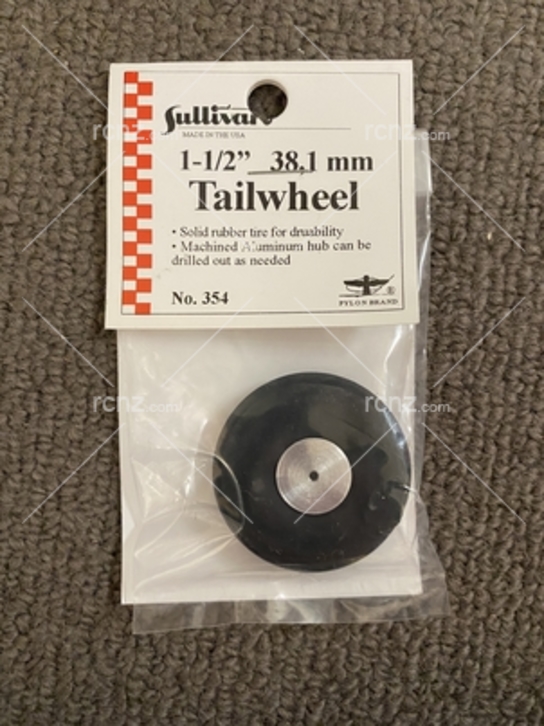 Sullivan
MADE IN THE USA
1-1/2” 38.1 mm
Tailwheel
• Solid rubber tire for druability
• Machined Aluminum hub can be
drilled out as needed
No. 354
®
PYLON BRAND
rcnz.com
rcnz.com
rcnz.com
rcnz.com